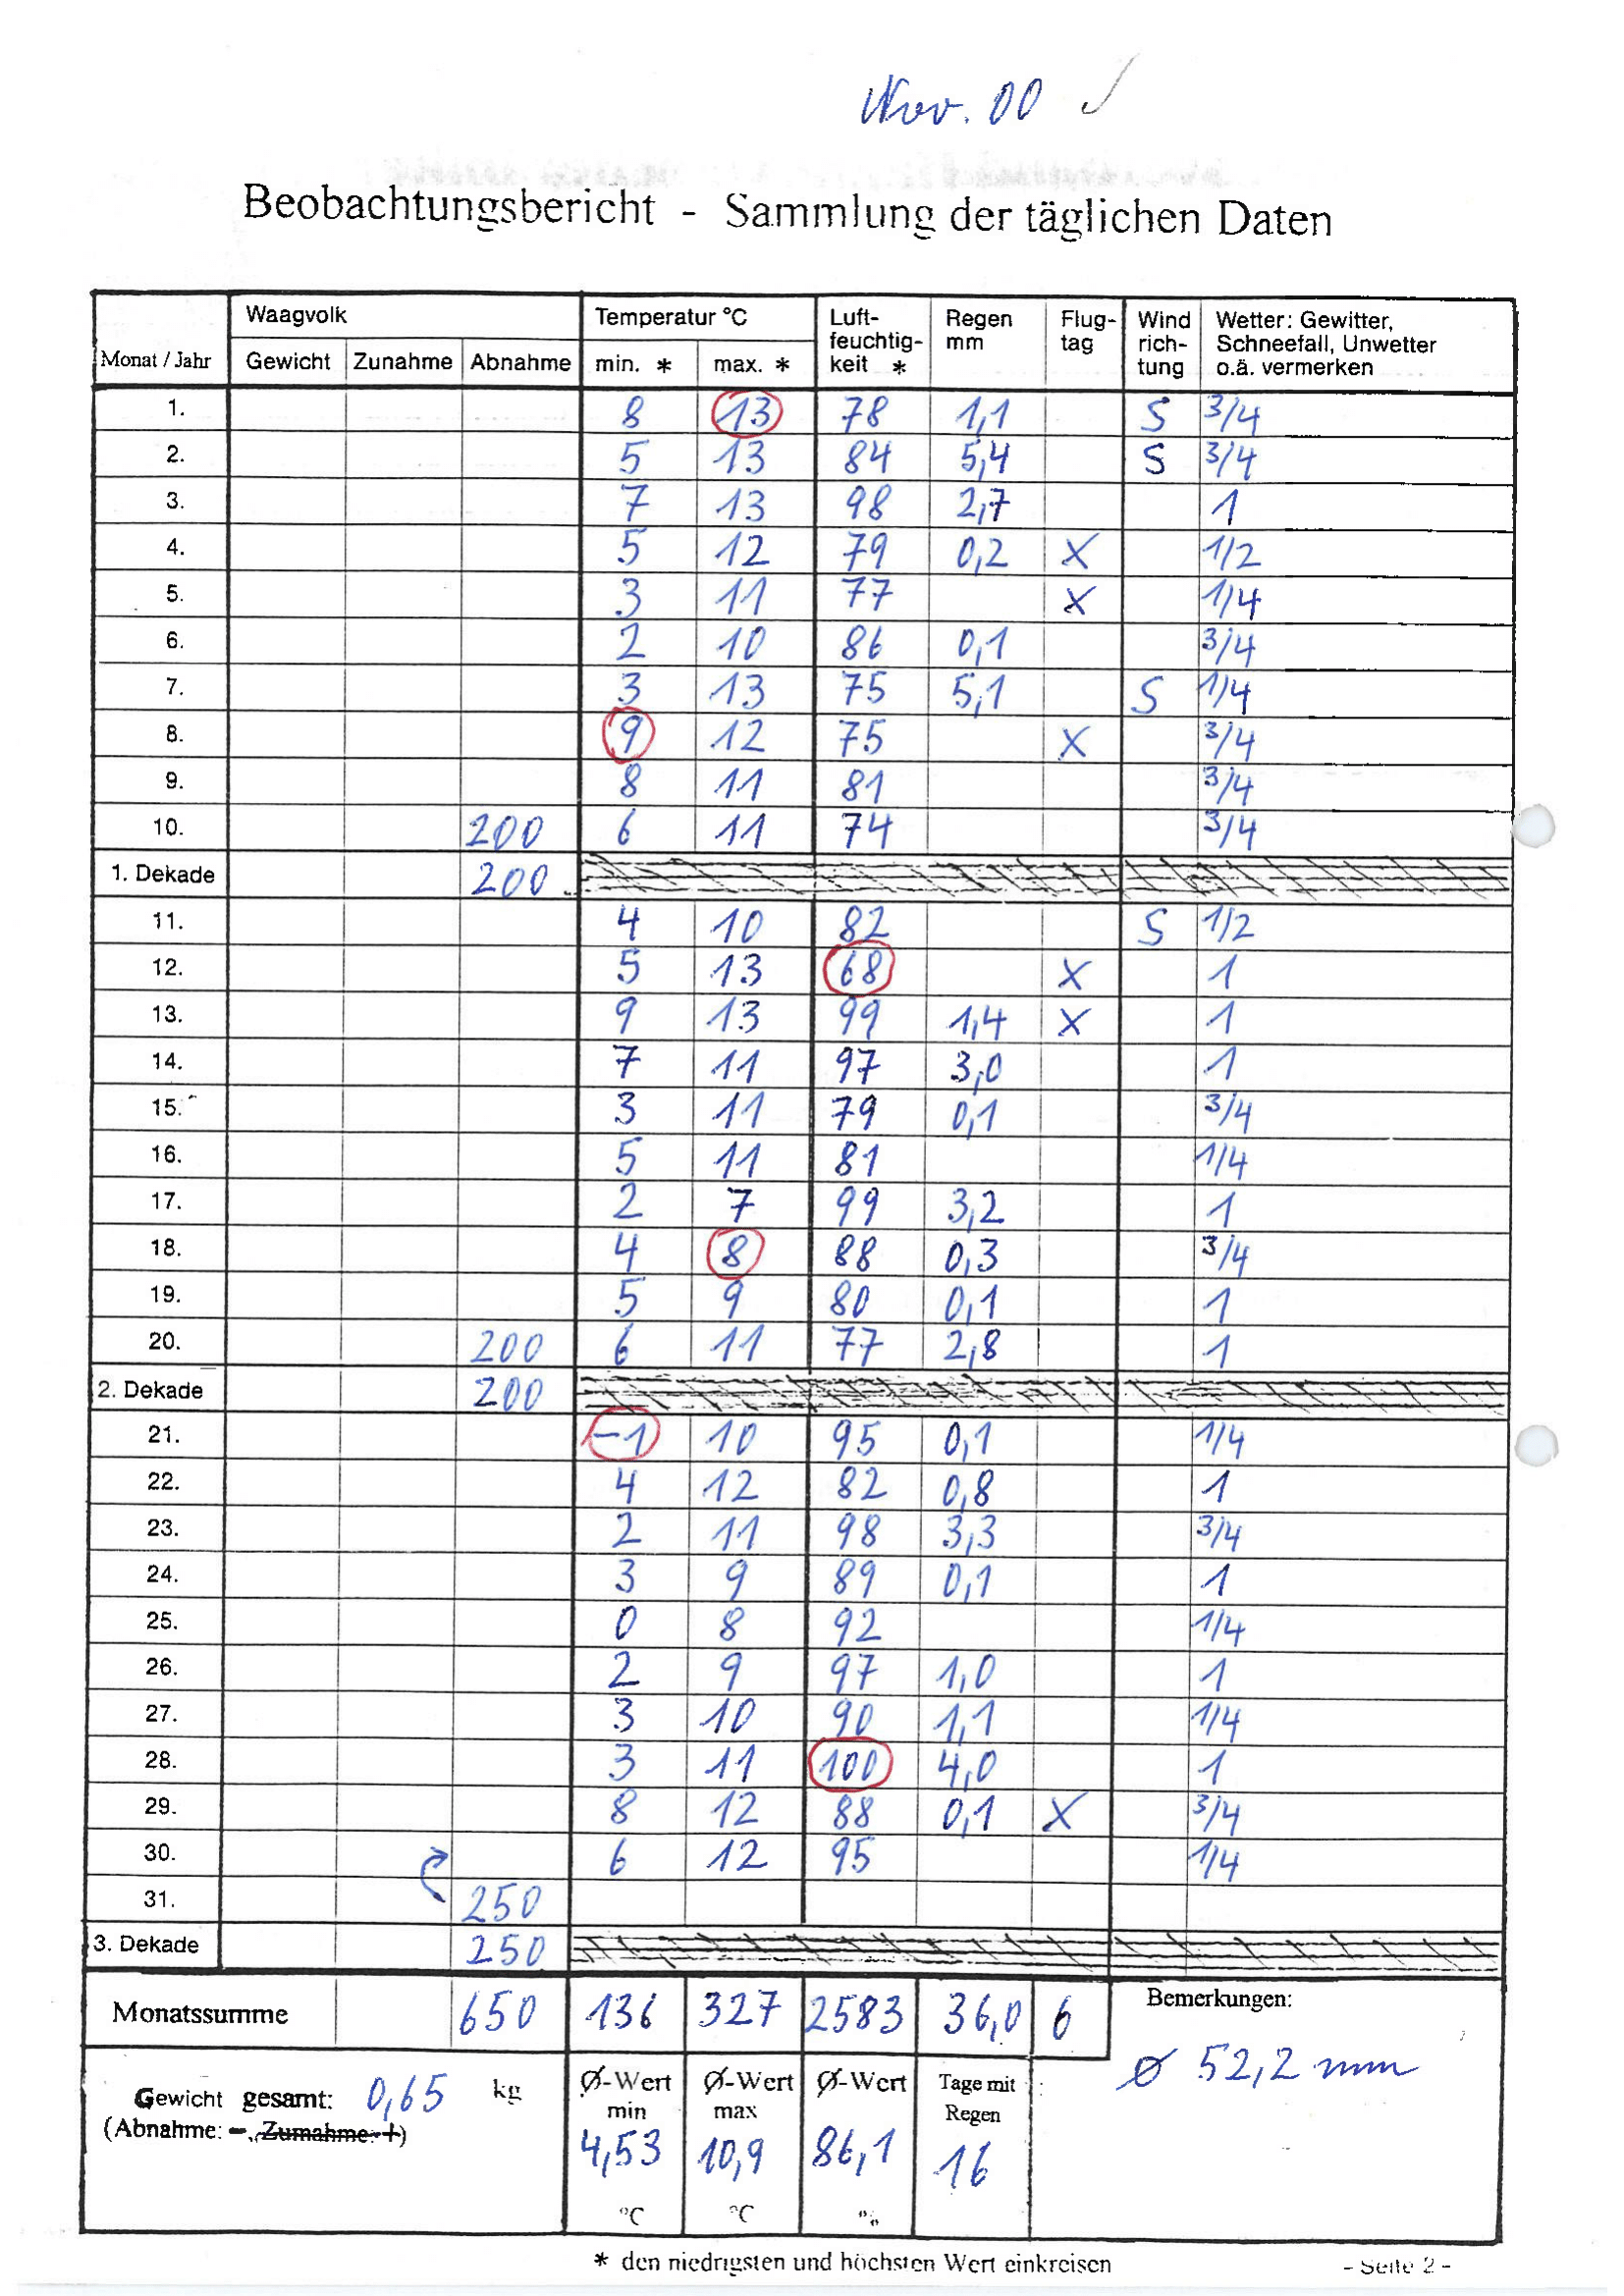 Nov. 00 ✓
Beobachtungsbericht - Sammlung der täglichen Daten
Monat / Jahr Waagvolk Gewicht Zunahme Abnahme Temperatur °C min. * max. * Luft-feuchtig-keit * Regen mm Flug-tag Wind rich-tung Wetter: Gewitter, Schneefall, Unwetter o.ä. vermerken
1. 8 13 78 1,1 S 3/4
2. 5 13 84 5,4 S 3/4
3. 7 13 98 2,7 1
4. 5 12 79 0,2 X 1/2
5. 3 11 77 X 1/4
6. 2 10 86 0,1 3/4
7. 3 13 75 5,1 S 1/4
8. 9 12 75 X 3/4
9. 8 11 81 3/4
10. 200 6 11 74 3/4
1. Dekade 200
11. 4 10 82 S 1/2
12. 5 13 68 X 1
13. 9 13 99 1,4 X 1
14. 7 11 97 3,0 1
15. 3 11 79 0,1 3/4
16. 5 11 81 1/4
17. 2 7 99 3,2 1
18. 4 8 88 0,3 3/4
19. 5 9 80 0,1 1
20. 200 6 11 77 2,8 1
2. Dekade 200
21. -1 10 95 0,1 1/4
22. 4 12 82 0,8 1
23. 2 11 98 3,3 3/4
24. 3 9 89 0,1 1
25. 0 8 92 1/4
26. 2 9 97 1,0 1
27. 3 10 90 1,1 1/4
28. 3 11 100 4,0 1
29. 8 12 88 0,1 X 3/4
30. 6 12 95 1/4
31. 250
3. Dekade 250
Monatssumme 650 136 327 2583 36,0 6 Bemerkungen:
Ø 52,2 mm
Gewicht gesamt: 0,65 kg Ø-Wert min Ø-Wert max Ø-Wert Tage mit Regen
(Abnahme: -, Zumahme: +)
4,53 10,9 86,1 16
°C °C %
* den niedrigsten und höchsten Wert einkreisen - Seite 2 -